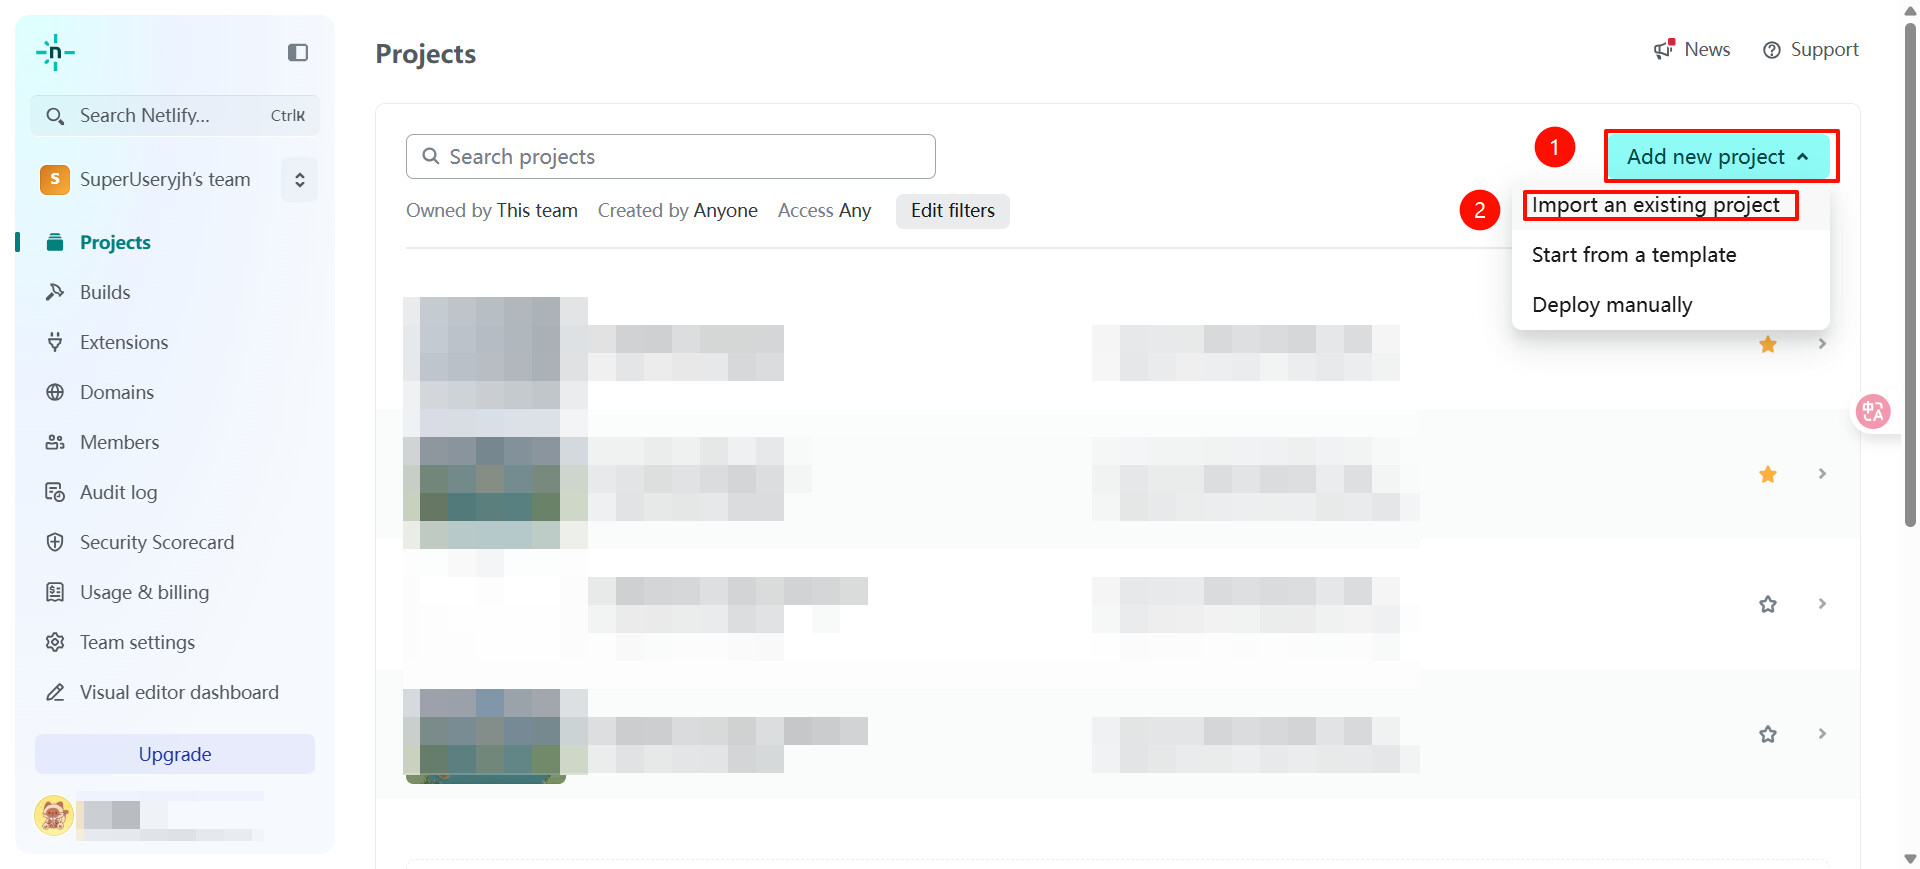 n
Search Netlify... Ctrl K
S SuperUseryjh's team
Projects
Builds
Extensions
Domains
Members
Audit log
Security Scorecard
Usage & billing
Team settings
Visual editor dashboard
Upgrade
Projects
News
Support
Search projects
1
Add new project
Owned by This team Created by Anyone Access Any Edit filters
2
Import an existing project
Start from a template
Deploy manually
中A